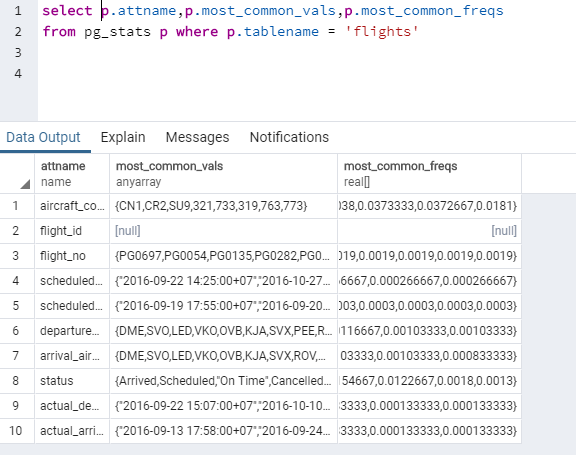 1 select p.attname,p.most_common_vals,p.most_common_freqs
2 from pg_stats p where p.tablename = 'flights'
3
4
Data Output Explain Messages Notifications
attname most_common_vals most_common_freqs
name anyarray real[]
1 aircraft_co... {CN1,CR2,SU9,321,733,319,763,773} 038,0.0373333,0.0372667,0.0181}
2 flight_id [null] [null]
3 flight_no {PG0697,PG0054,PG0135,PG0282,PG0... 019,0.0019,0.0019,0.0019,0.0019}
4 scheduled... {"2016-09-22 14:25:00+07","2016-10-27... 66667,0.000266667,0.000266667}
5 scheduled... {"2016-09-19 17:55:00+07","2016-09-20... 003,0.0003,0.0003,0.0003,0.0003}
6 departure... {DME,SVO,LED,VKO,OVB,KJA,SVX,PEE,R... 0116667,0.00103333,0.00103333}
7 arrival_air... {DME,SVO,LED,VKO,OVB,KJA,SVX,ROV,... 03333,0.00103333,0.000833333}
8 status {Arrived,Scheduled,"On Time",Cancelled... 54667,0.0122667,0.0018,0.0013}
9 actual_de... {"2016-09-22 15:07:00+07","2016-10-10... 3333,0.000133333,0.000133333}
10 actual_arri... {"2016-09-13 17:58:00+07","2016-09-24... 3333,0.000133333,0.000133333}